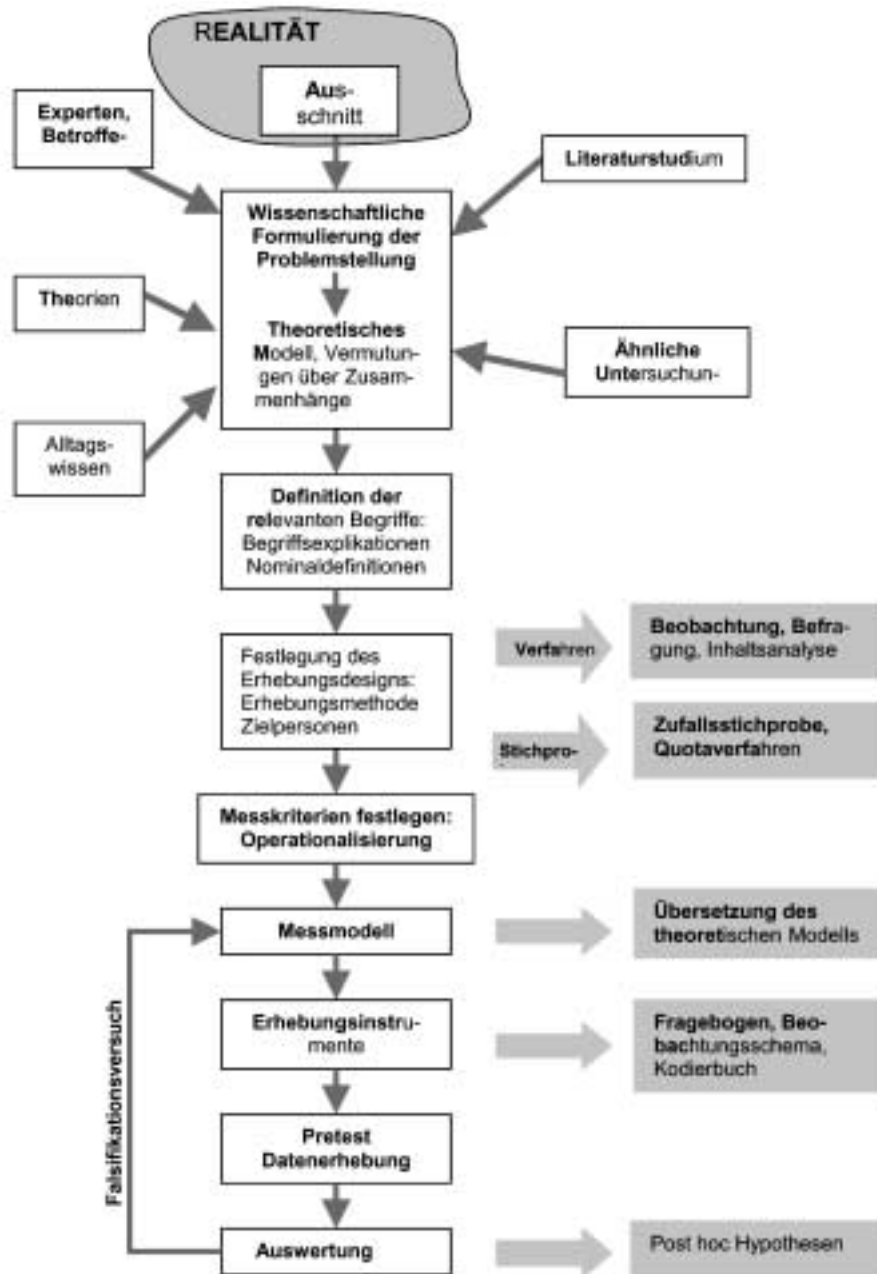 REALITÄT
Aus-
schnitt
Experten,
Betroffe-
Literaturstudium
Wissenschaftliche
Formulierung der
Problemstellung
Theorien
Theoretisches
Modell, Vermutun-
gen über Zusam-
menhänge
Ähnliche
Untersuchun-
Alltags-
wissen
Definition der
relevanten Begriffe:
Begriffsexplikationen
Nominaldefinitionen
Festlegung des
Erhebungsdesigns:
Erhebungsmethode
Zielpersonen
Verfahren
Beobachtung, Befra-
gung, Inhaltsanalyse
Stichpro-
Zufallsstichprobe,
Quotaverfahren
Messkriterien festlegen:
Operationalisierung
Messmodell
Übersetzung des
theoretischen Modells
Erhebungsinstru-
mente
Fragebogen, Beo-
bachtungsschema,
Kodierbuch
Pretest
Datenerhebung
Falsifikationsversuch
Auswertung
Post hoc Hypothesen